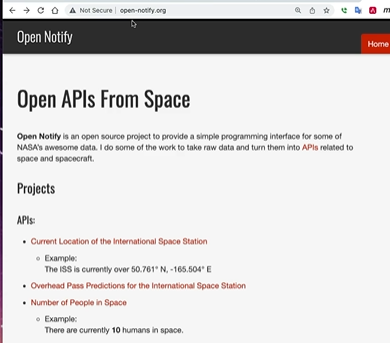 Not Secure | open-notify.org
Open Notify
Home
Open APIs From Space
Open Notify is an open source project to provide a simple programming interface for some of
NASA's awesome data. I do some of the work to take raw data and turn them into APIs related to
space and spacecraft.
Projects
APIs:
Current Location of the International Space Station
Example:
The ISS is currently over 50.761° N, -165.504° E
Overhead Pass Predictions for the International Space Station
Number of People in Space
Example:
There are currently 10 humans in space.